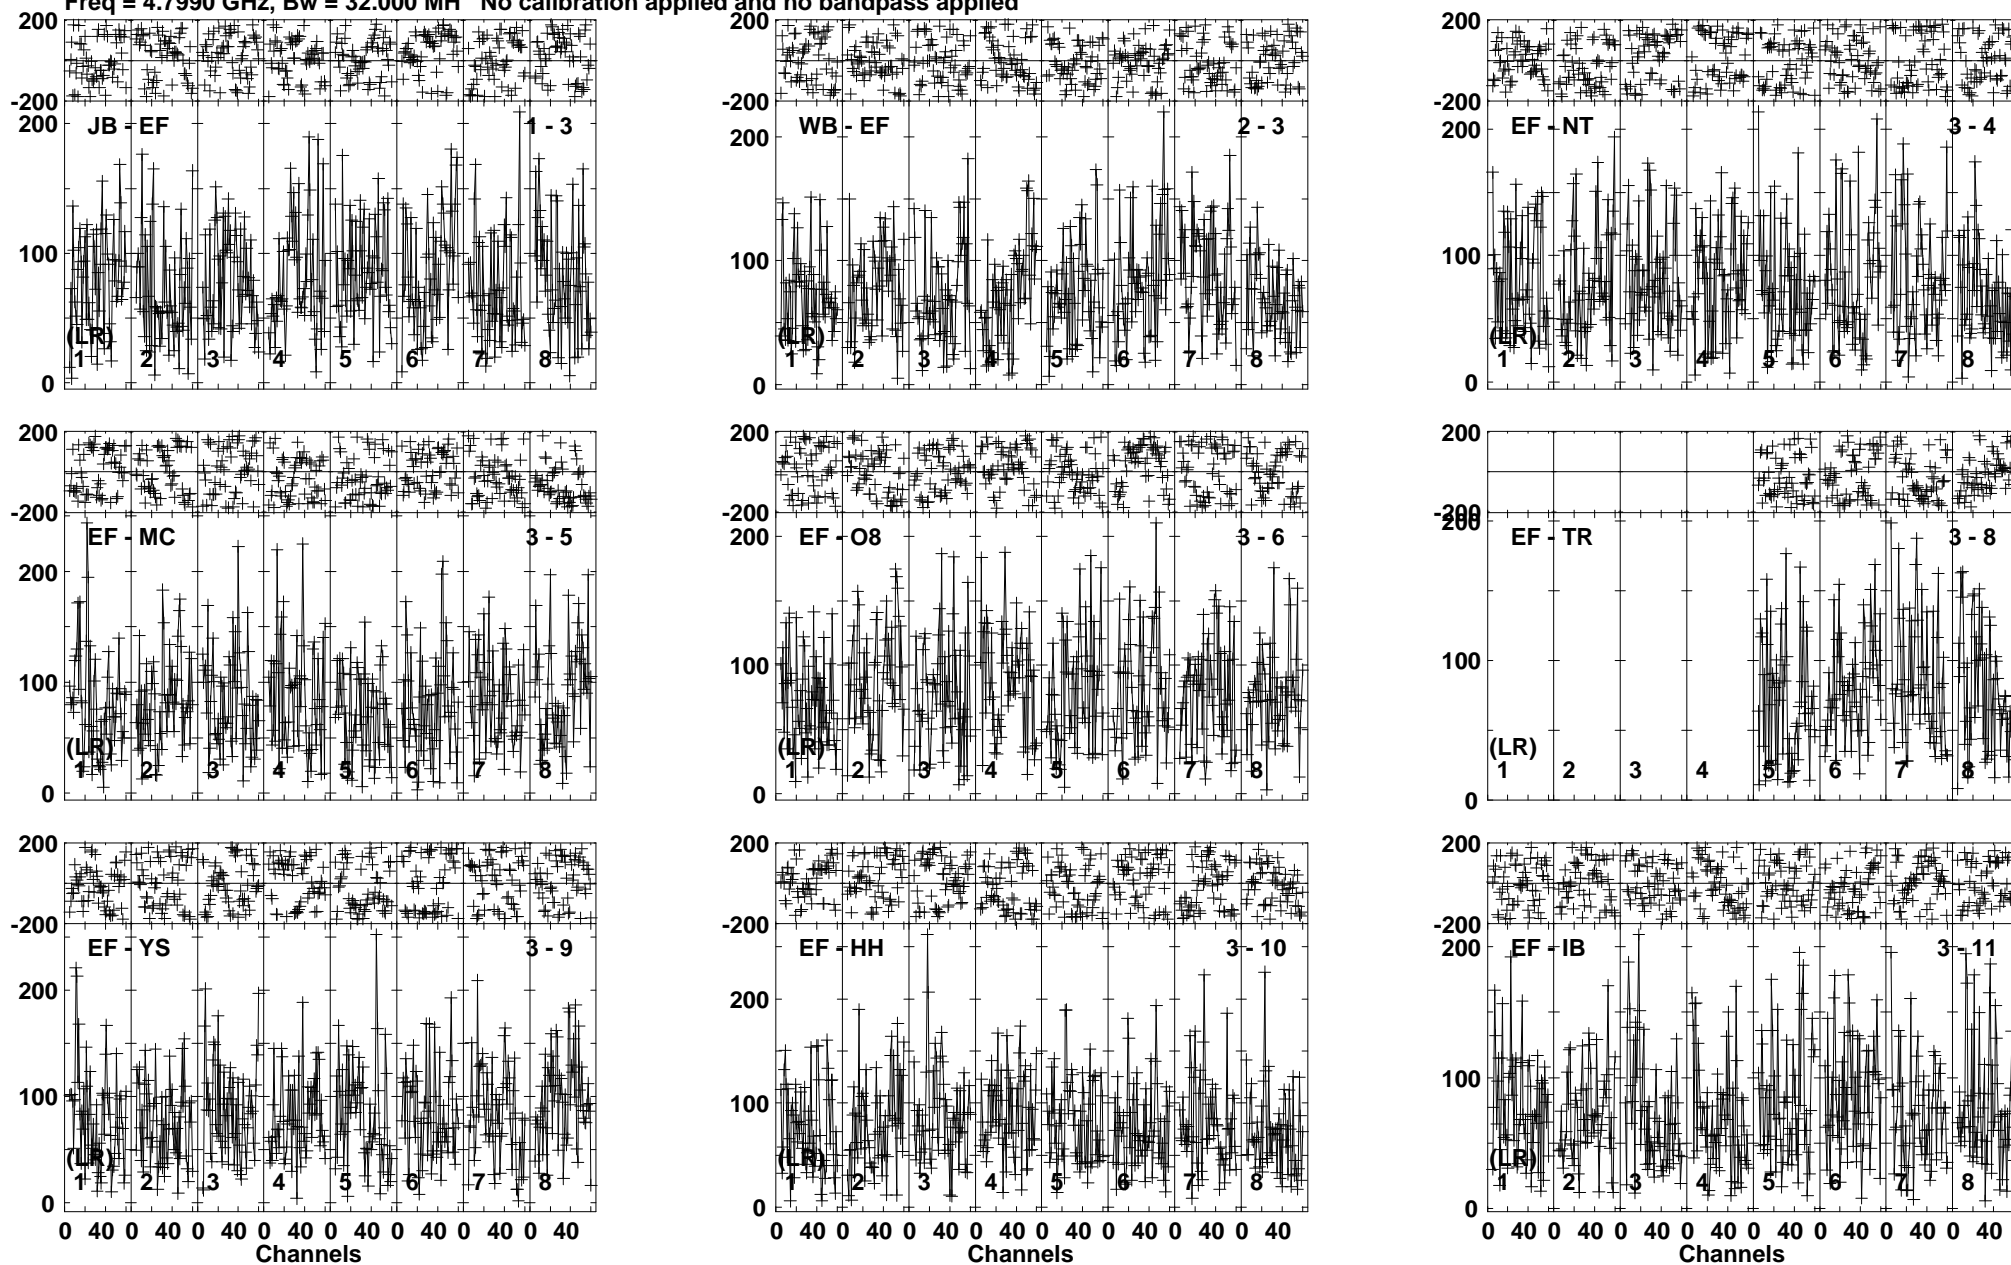 Freq = 4.7990 GHz, Bw = 32.000 MH No calibration applied and no bandpass applied
200 200 200
-200 -200 -200
JB - EF 1 - 3 WB - EF 2 - 3 EF - NT 3 - 4
200 200 200
100 100 100
(LR) (LR) (LR)
1 2 3 4 5 6 7 8 1 2 3 4 5 6 7 8 1 2 3 4 5 6 7 8
0 0 0
200 200 200
-200 -200 -200
EF - MC 3 - 5 EF - O8 3 - 6 EF - TR 3 - 8
200 200 200
100 100 100
(LR) (LR) (LR)
1 2 3 4 5 6 7 8 1 2 3 4 5 6 7 8 1 2 3 4 5 6 7 8
0 0 0
200 200 200
-200 -200 -200
EF - YS 3 - 9 EF - HH 3 - 10 EF - IB 3 - 11
200 200 200
100 100 100
(LR) (LR) (LR)
1 2 3 4 5 6 7 8 1 2 3 4 5 6 7 8 1 2 3 4 5 6 7 8
0 0 0
0 40 0 40 0 40 0 40 0 40 0 40 0 40 0 40 0 40 0 40 0 40 0 40 0 40 0 40 0 40 0 40 0 40 0 40 0 40 0 40 0 40 0 40 0 40 0 40
Channels Channels Channels